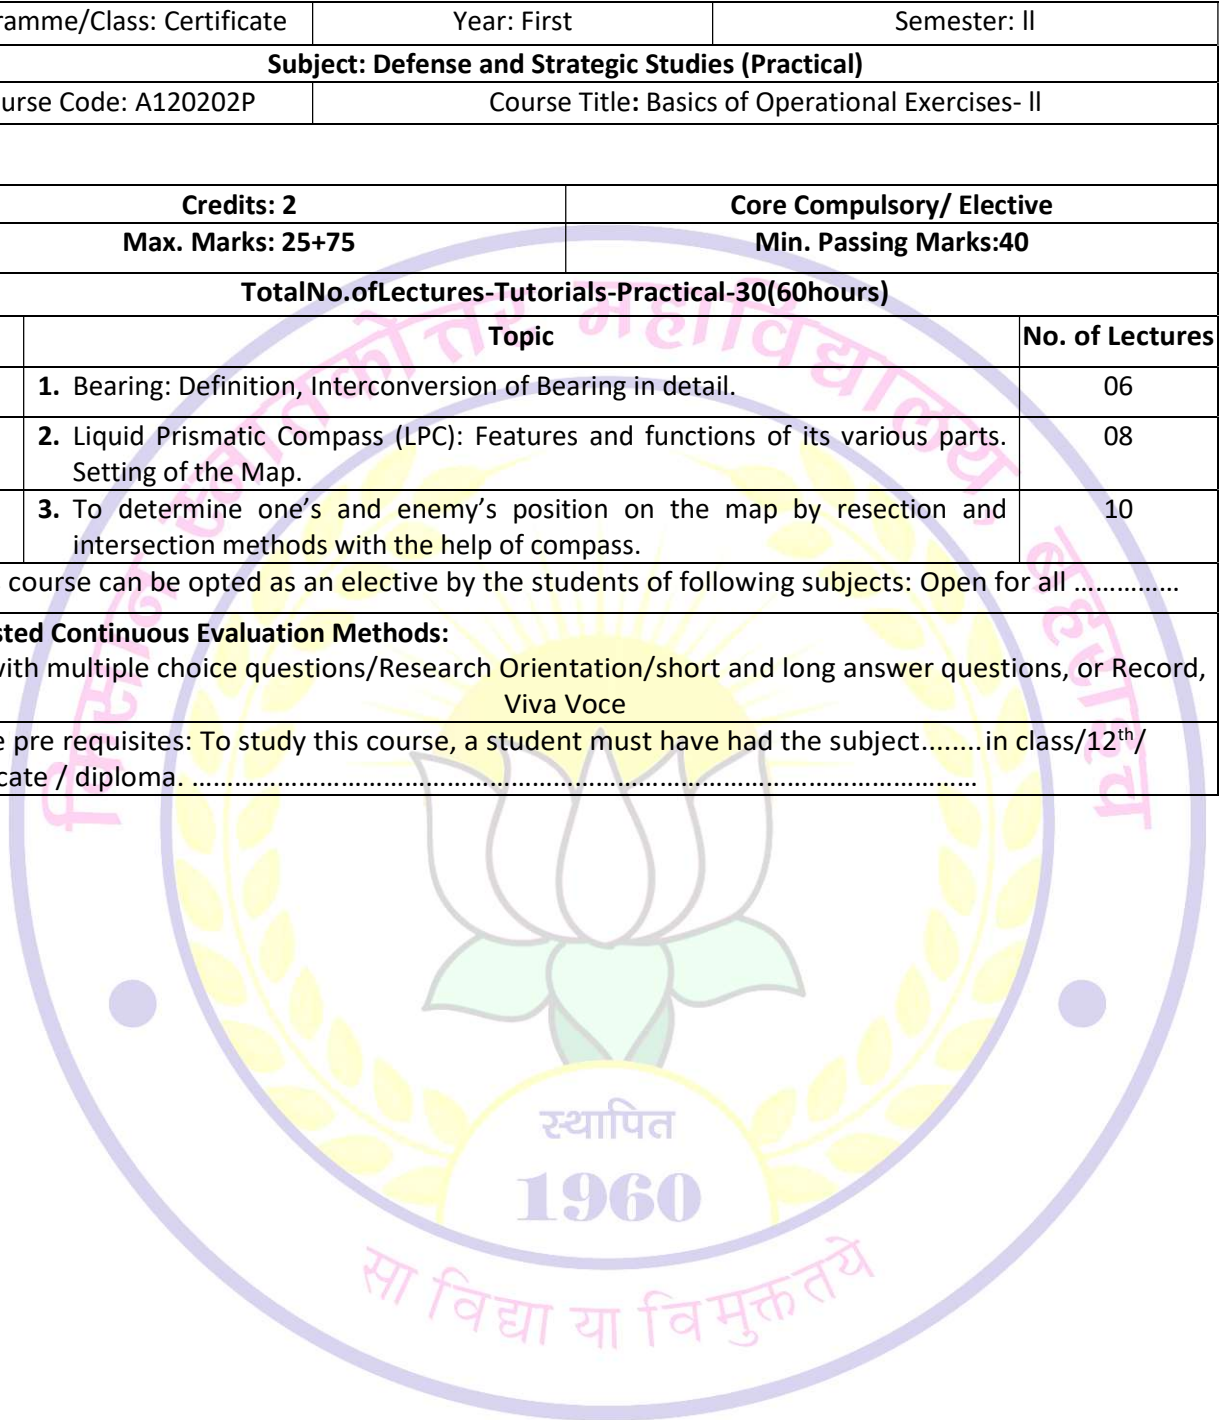 ramme/Class: Certificate Year: First Semester: ll
Subject: Defense and Strategic Studies (Practical)
urse Code: A120202P Course Title: Basics of Operational Exercises- ll
Credits: 2 Core Compulsory/ Elective
Max. Marks: 25+75 Min. Passing Marks:40
TotalNo.ofLectures-Tutorials-Practical-30(60hours)
Topic No. of Lectures
1. Bearing: Definition, Interconversion of Bearing in detail. 06
2. Liquid Prismatic Compass (LPC): Features and functions of its various parts. 08
Setting of the Map.
3. To determine one’s and enemy’s position on the map by resection and 10
intersection methods with the help of compass.
course can be opted as an elective by the students of following subjects: Open for all ..............
sted Continuous Evaluation Methods:
with multiple choice questions/Research Orientation/short and long answer questions, or Record,
Viva Voce
e pre requisites: To study this course, a student must have had the subject........in class/12th/
cate / diploma. ................................................................................................
किसान स्नातकोत्तर महाविद्यालय, बहराइच
स्थापित
1960
सा विद्या या विमुक्तये